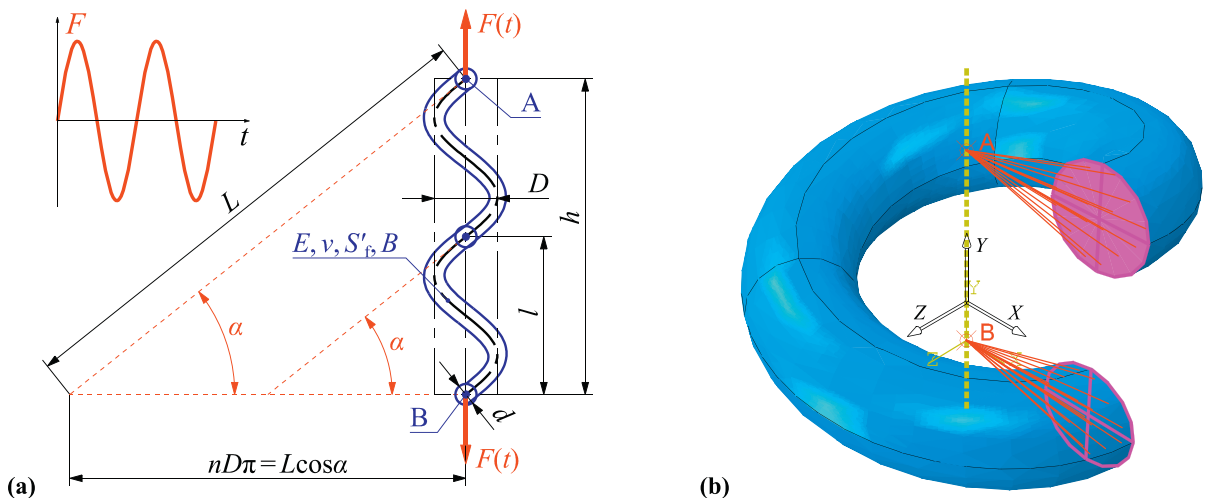 F
t
F(t)
A
L
D
h
E, ν, S′f, B
l
α
α
B
d
F(t)
nDπ = Lcosα
(a)
A
Y
Y
Z
X
B
Z
(b)